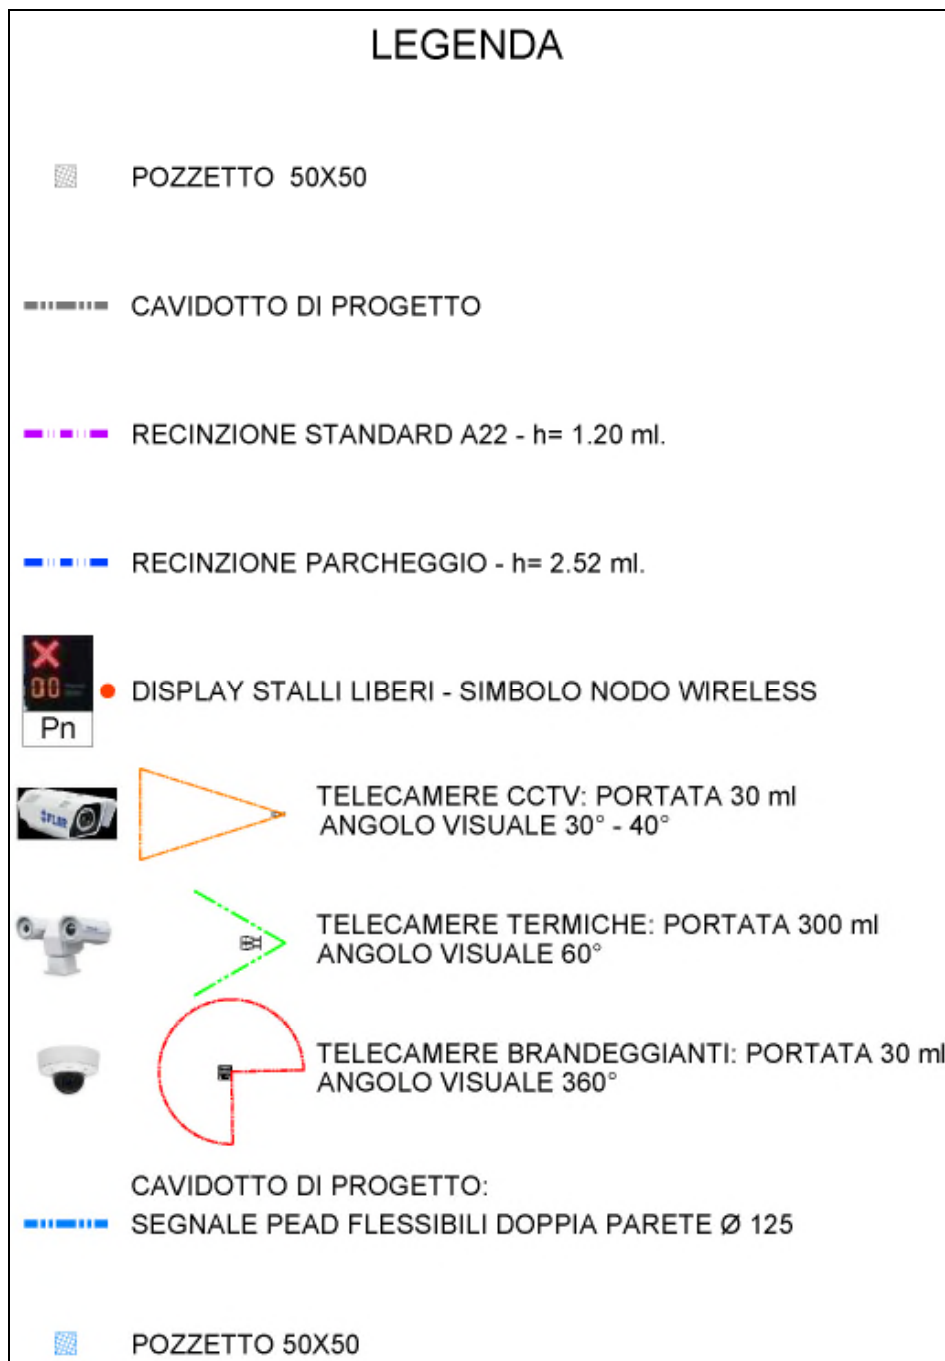 LEGENDA
POZZETTO 50X50
CAVIDOTTO DI PROGETTO
RECINZIONE STANDARD A22 - h= 1.20 ml.
RECINZIONE PARCHEGGIO - h= 2.52 ml.
00
Pn
DISPLAY STALLI LIBERI - SIMBOLO NODO WIRELESS
FLIR
TELECAMERE CCTV: PORTATA 30 ml
ANGOLO VISUALE 30° - 40°
TELECAMERE TERMICHE: PORTATA 300 ml
ANGOLO VISUALE 60°
TELECAMERE BRANDEGGIANTI: PORTATA 30 ml
ANGOLO VISUALE 360°
CAVIDOTTO DI PROGETTO:
SEGNALE PEAD FLESSIBILI DOPPIA PARETE Ø 125
POZZETTO 50X50